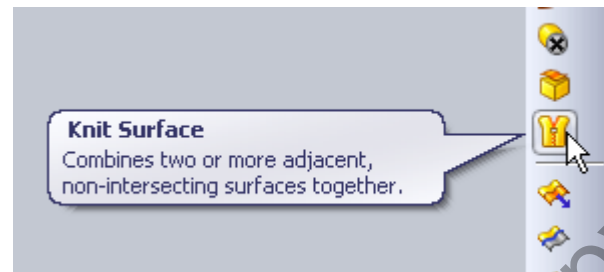 Knit Surface
Combines two or more adjacent,
non-intersecting surfaces together.